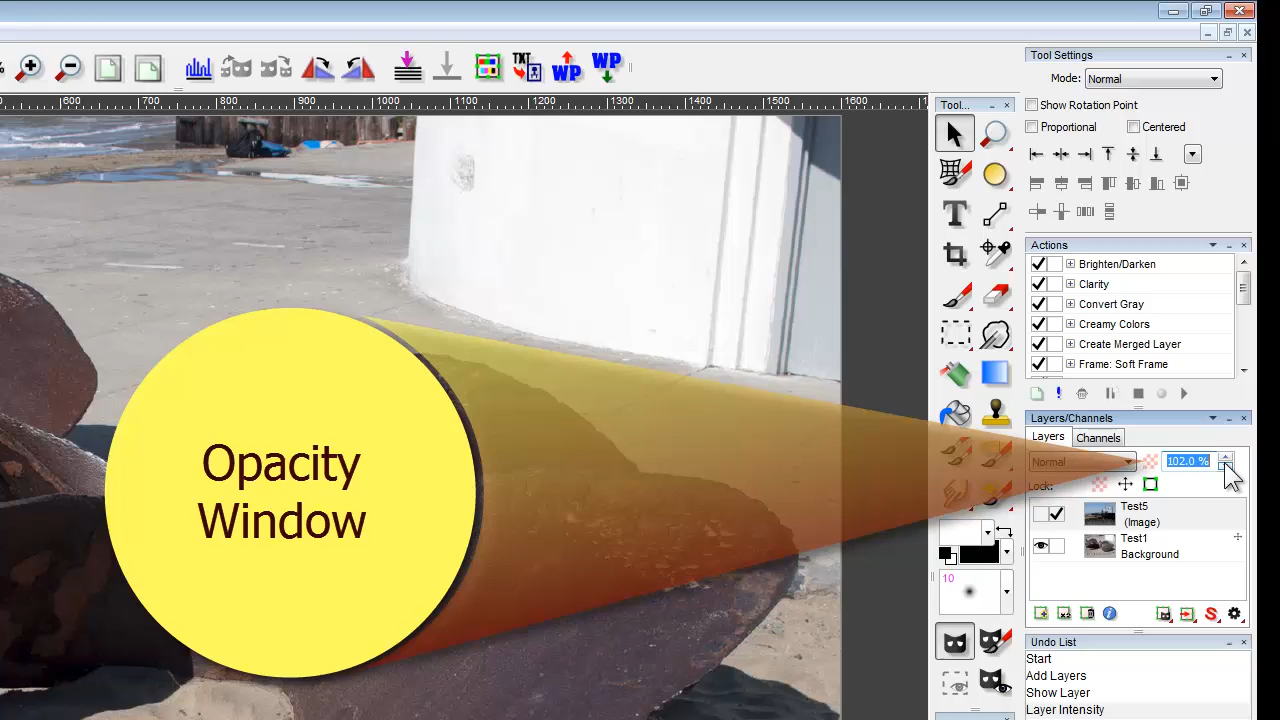 Tool Settings
Mode: Normal
TXT
WP
WP
600 700 800 900 1000 1100 1200 1300 1400 1500 1600
Tool...
Show Rotation Point
Proportional
Centered
T
Actions
Brighten/Darken
Clarity
Convert Gray
Creamy Colors
Create Merged Layer
Frame: Soft Frame
Layers/Channels
Layers
Channels
Normal
102.0 %
Lock:
Opacity
Window
Test5
(Image)
Test1
Background
10
S
Undo List
Start
Add Layers
Show Layer
Layer Intensity